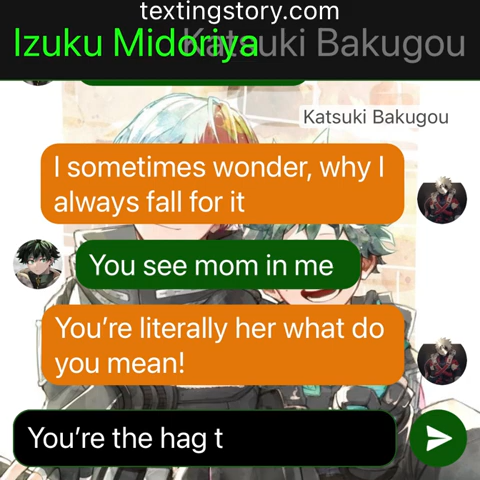 textingstory.com
Izuku Midoriya Katsuki Bakugou
Katsuki Bakugou
I sometimes wonder, why I
always fall for it
You see mom in me
You’re literally her what do
you mean!
You’re the hag t